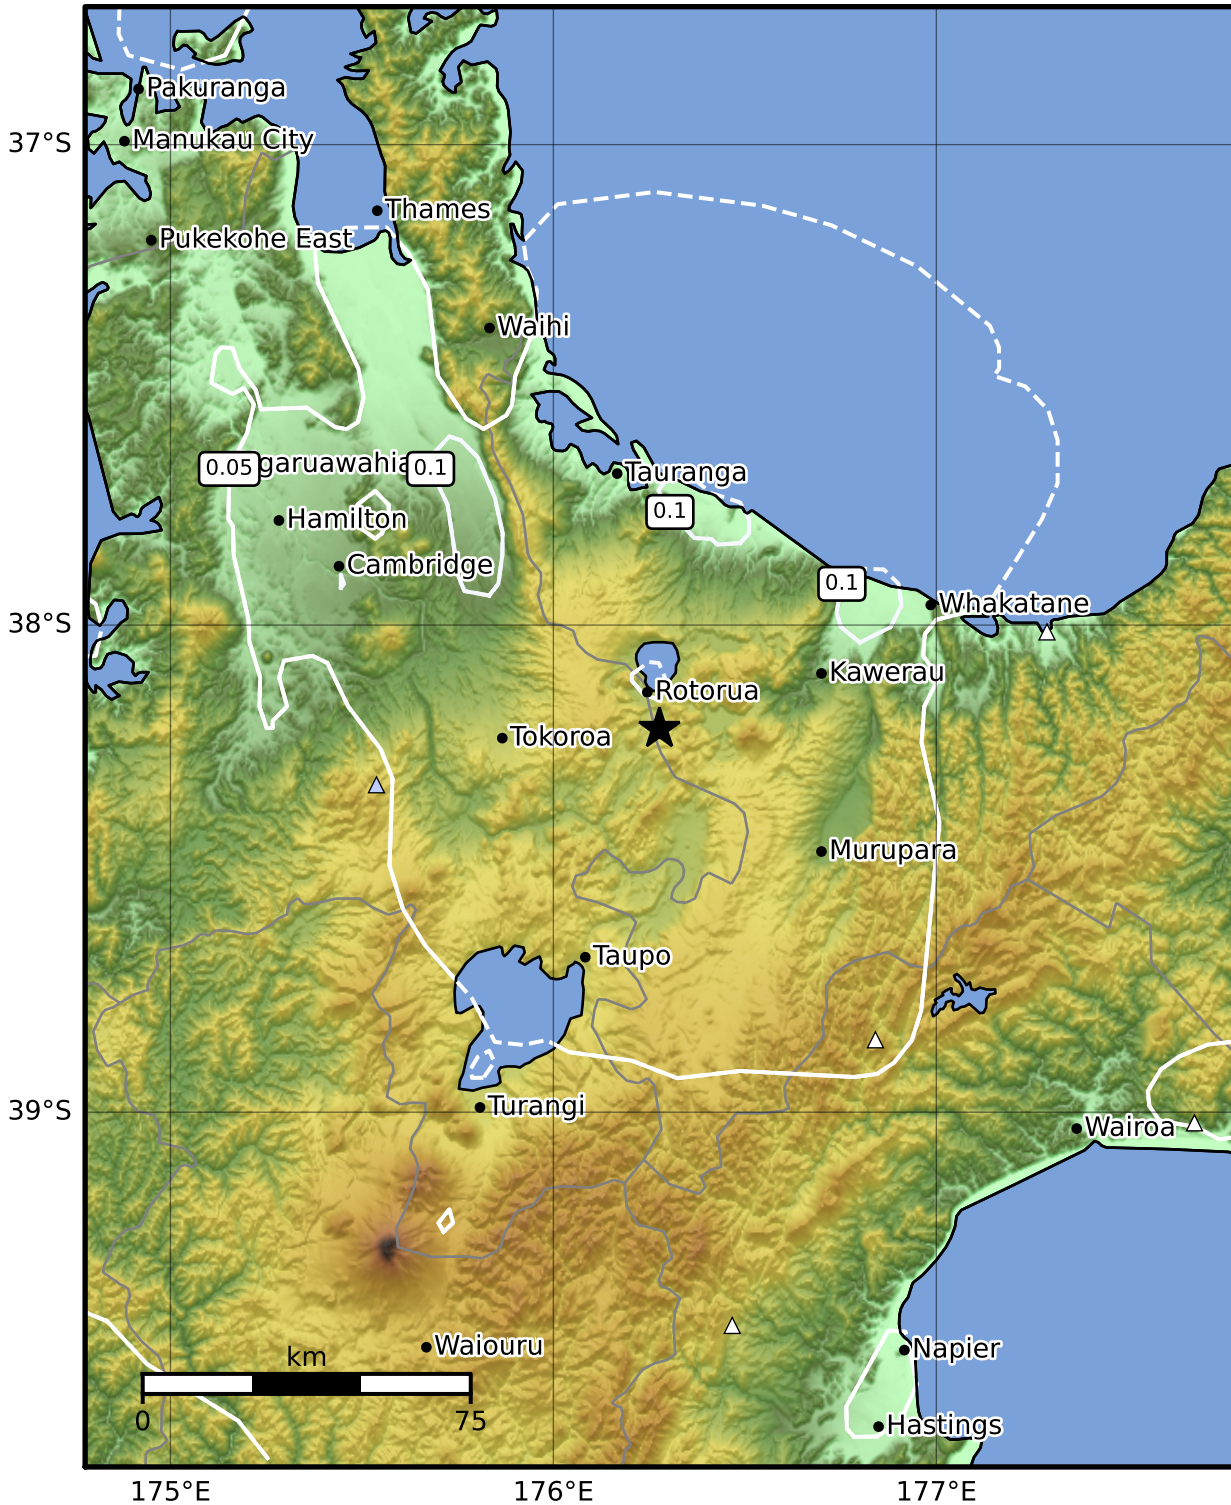 Pakuranga
37°S
Manukau City
Thames
Pukekohe East
Waihi
0.05
garuawahia
0.1
Tauranga
0.1
Hamilton
Cambridge
0.1
Whakatane
38°S
Kawerau
Rotorua
Tokoroa
Murupara
Taupo
39°S
Turangi
Wairoa
Waiouru
Napier
km
0
75
Hastings
175°E
176°E
177°E